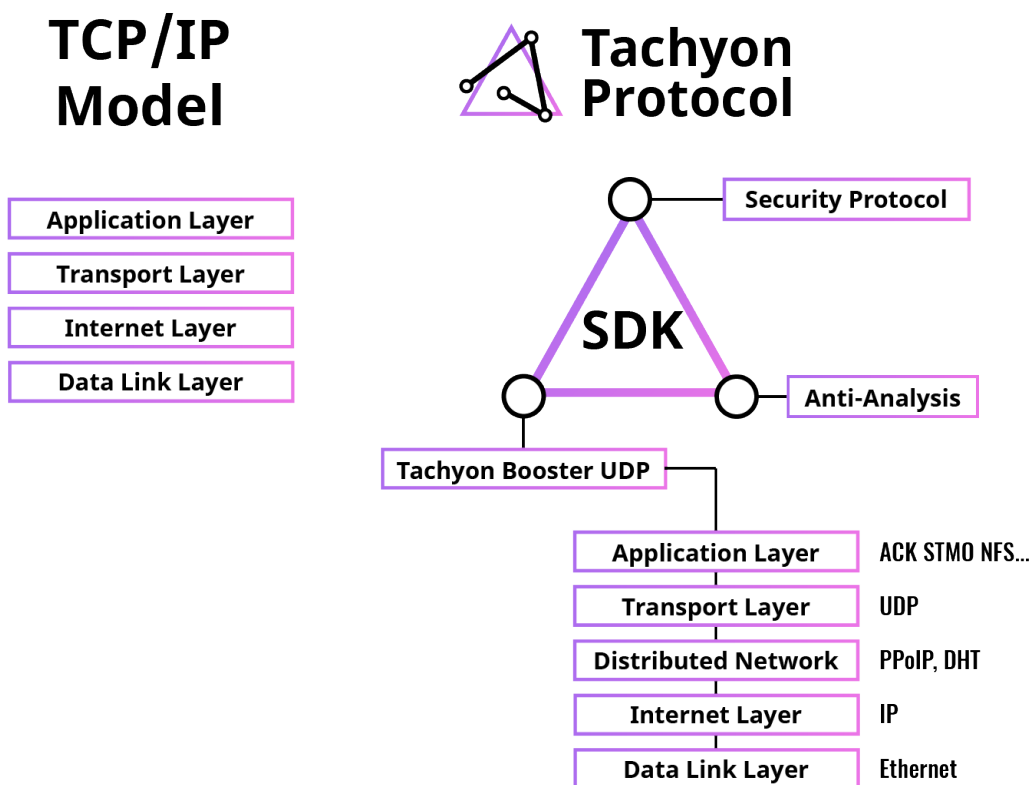 TCP/IP
Model
Tachyon
Protocol
Application Layer
Transport Layer
Internet Layer
Data Link Layer
Security Protocol
SDK
Anti-Analysis
Tachyon Booster UDP
Application Layer ACK STMO NFS...
Transport Layer UDP
Distributed Network PPoIP, DHT
Internet Layer IP
Data Link Layer Ethernet